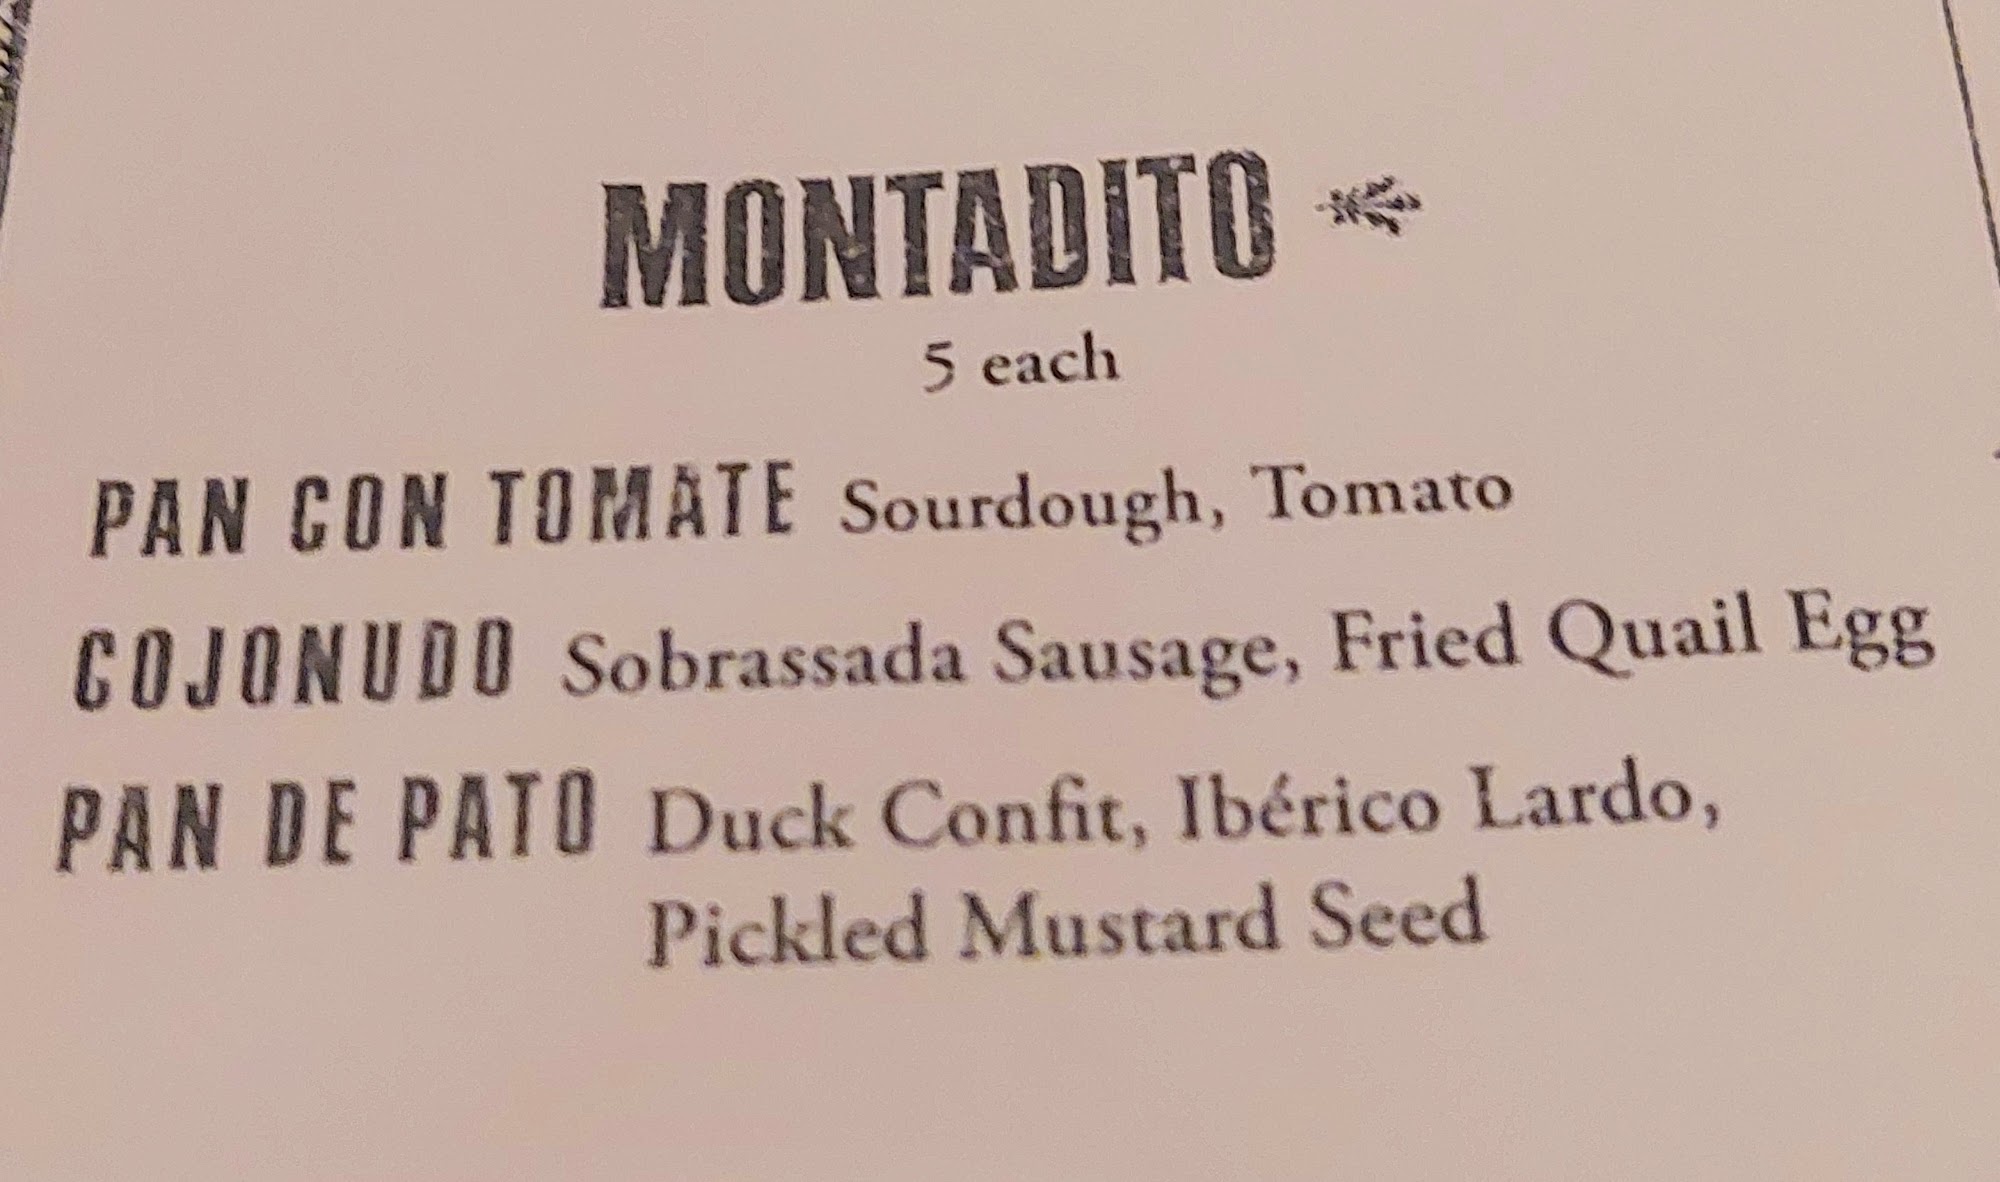 MONTADITO
5 each
PAN CON TOMATE Sourdough, Tomato
COJONUDO Sobrassada Sausage, Fried Quail Egg
PAN DE PATO Duck Confit, Ibérico Lardo,
Pickled Mustard Seed